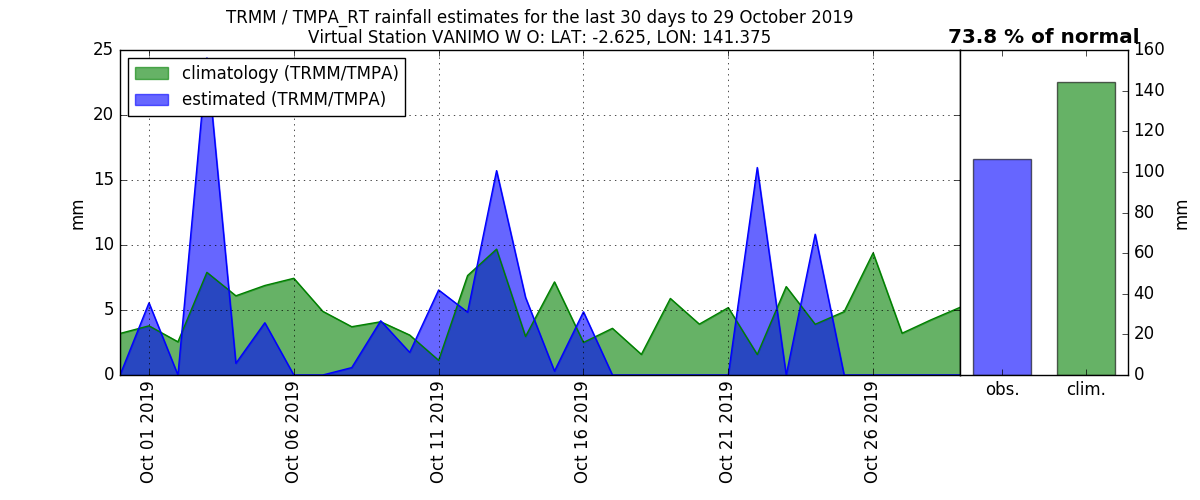 TRMM / TMPA_RT rainfall estimates for the last 30 days to 29 October 2019
Virtual Station VANIMO W O: LAT: -2.625, LON: 141.375
73.8 % of normal
climatology (TRMM/TMPA)
estimated (TRMM/TMPA)
25
20
15
10
5
0
mm
Oct 01 2019
Oct 06 2019
Oct 11 2019
Oct 16 2019
Oct 21 2019
Oct 26 2019
160
140
120
100
80
60
40
20
0
mm
obs.
clim.